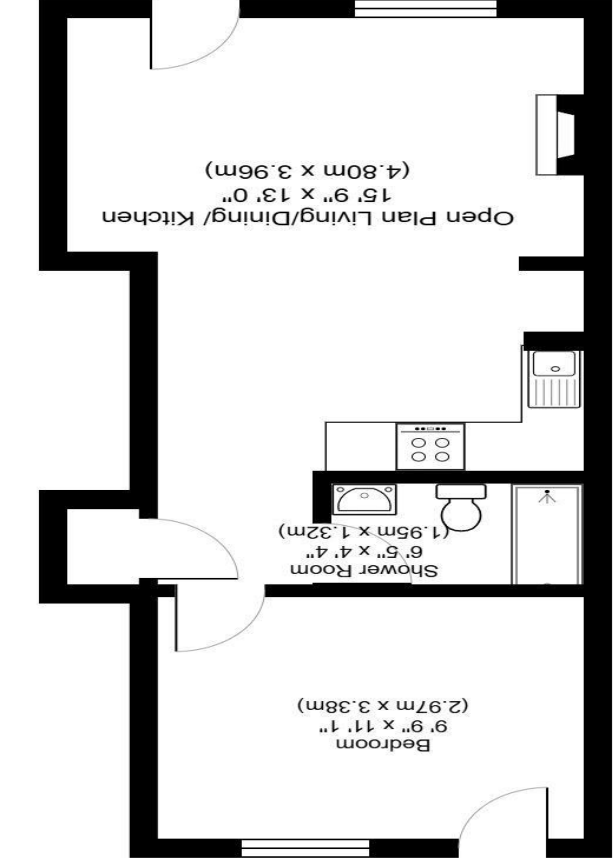 Bedroom
9' 9" x 11' 1"
(2.97m x 3.38m)
Shower Room
6' 5" x 4' 4"
(1.95m x 1.32m)
Open Plan Living/Dining/ Kitchen
15' 9" x 13' 0"
(4.80m x 3.96m)